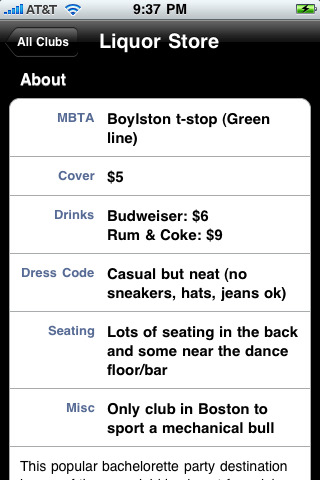 AT&T 9:37 PM
All Clubs Liquor Store
About
MBTA Boylston t-stop (Green
line)
Cover $5
Drinks Budweiser: $6
Rum & Coke: $9
Dress Code Casual but neat (no
sneakers, hats, jeans ok)
Seating Lots of seating in the back
and some near the dance
floor/bar
Misc Only club in Boston to
sport a mechanical bull
This popular bachelorette party destination